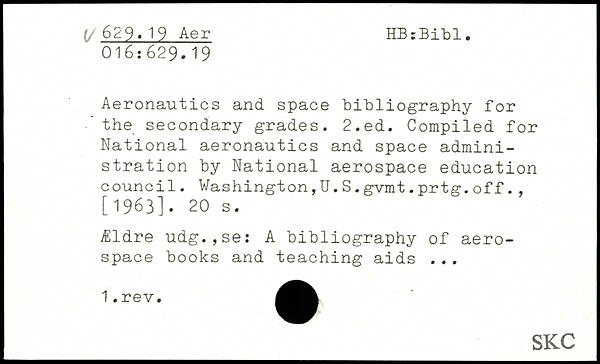 √ 629.19 Aer HB:Bibl.
016:629.19
Aeronautics and space bibliography for
the secondary grades. 2.ed. Compiled for
National aeronautics and space admini-
stration by National aerospace education
council. Washington,U.S.gvmt.prtg.off.,
[1963]. 20 s.
Ældre udg.,se: A bibliography of aero-
space books and teaching aids ...
1.rev.
SKC